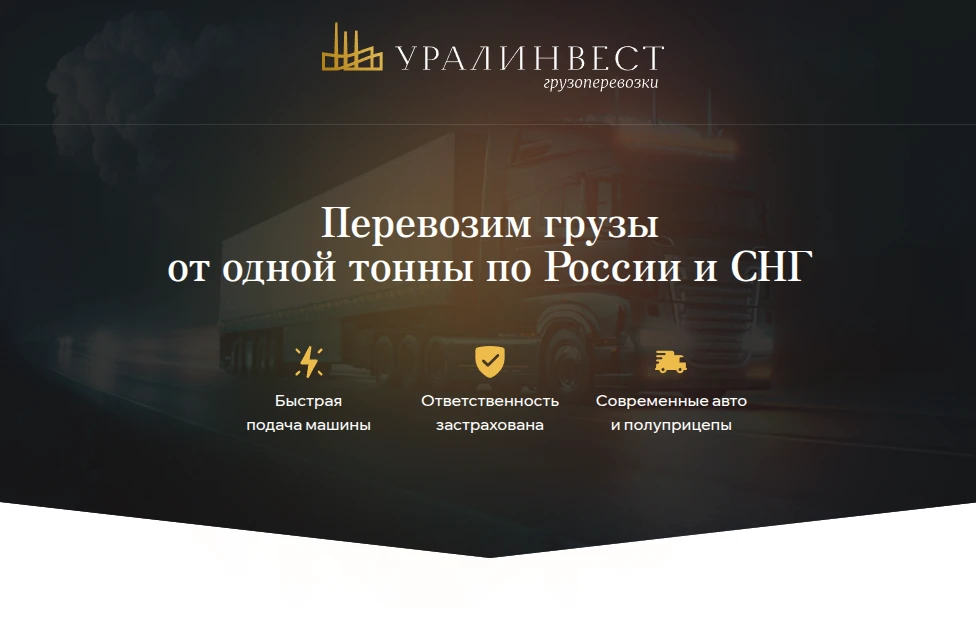 УРАЛИНВЕСТ
грузоперевозки
Перевозим грузы
от одной тонны по России и СНГ
Быстрая
подача машины
Ответственность
застрахована
Современные авто
и полуприцепы